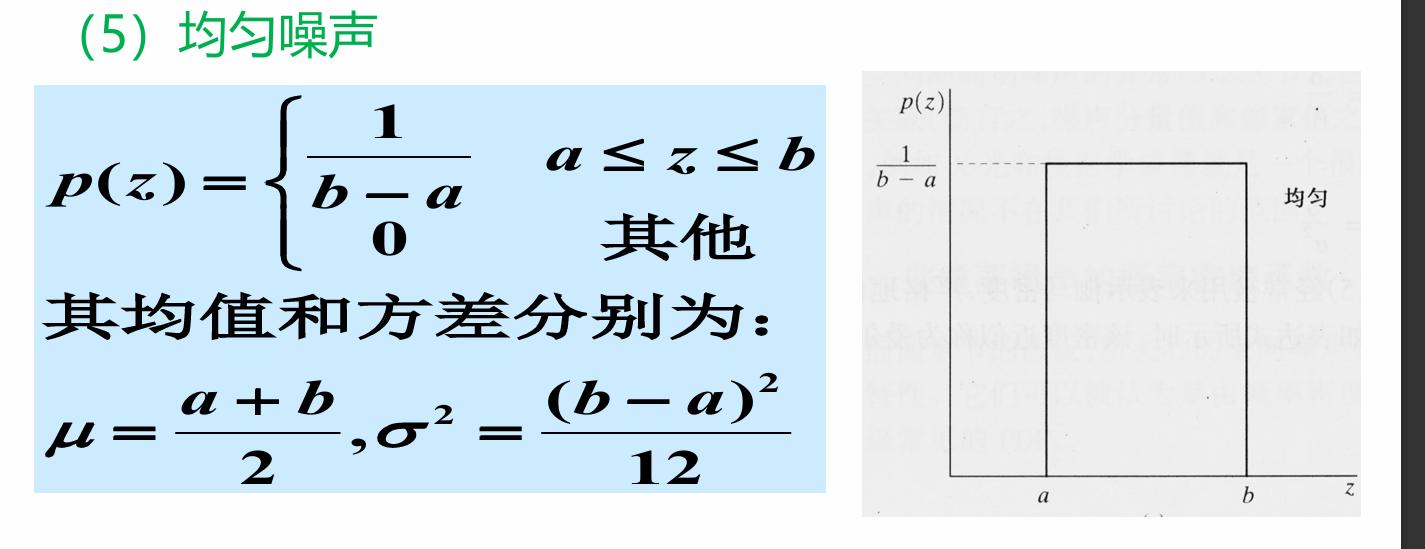 （5）均匀噪声
p(z) = { 1/(b − a)  a ≤ z ≤ b
0  其他
其均值和方差分别为：
μ = (a + b)/2 , σ² = (b − a)²/12
p(z)
1/(b − a)
均匀
a b z